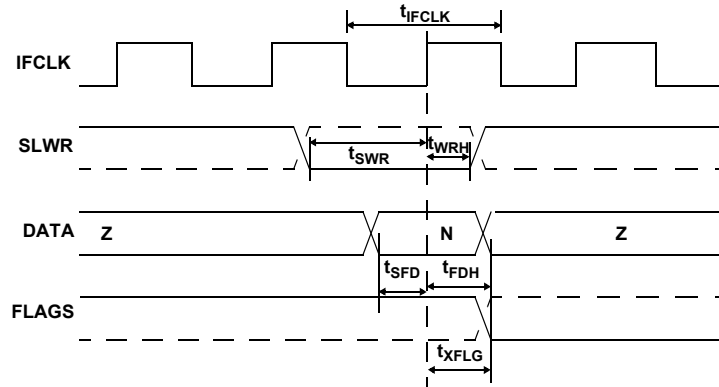 tIFCLK
IFCLK
SLWR
tSWR
tWRH
DATA
Z
N
Z
tSFD
tFDH
FLAGS
tXFLG